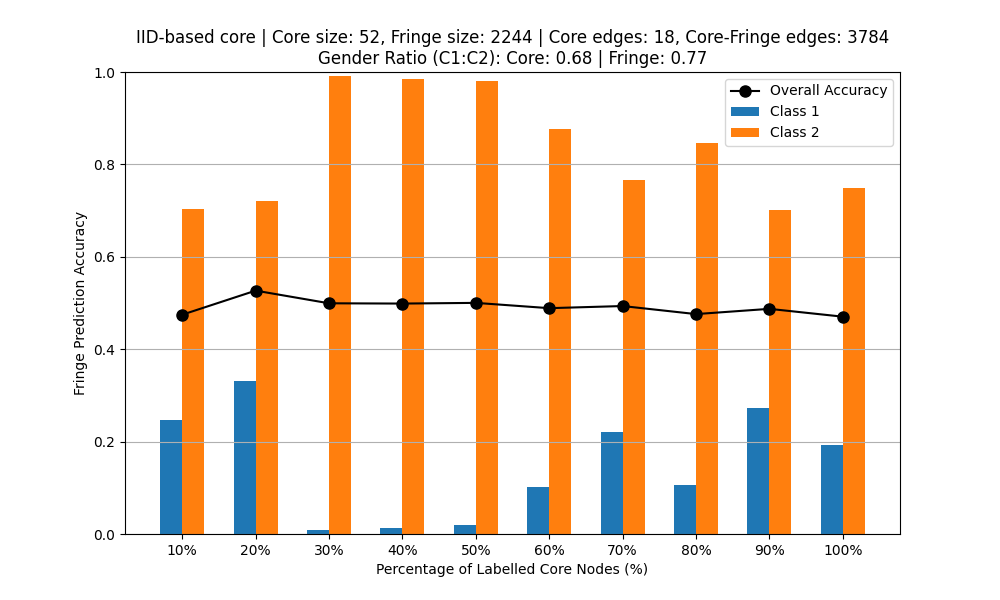 IID-based core | Core size: 52, Fringe size: 2244 | Core edges: 18, Core-Fringe edges: 3784
Gender Ratio (C1:C2): Core: 0.68 | Fringe: 0.77
1.0
0.8
0.6
0.4
0.2
0.0
Fringe Prediction Accuracy
Overall Accuracy
Class 1
Class 2
10% 20% 30% 40% 50% 60% 70% 80% 90% 100%
Percentage of Labelled Core Nodes (%)